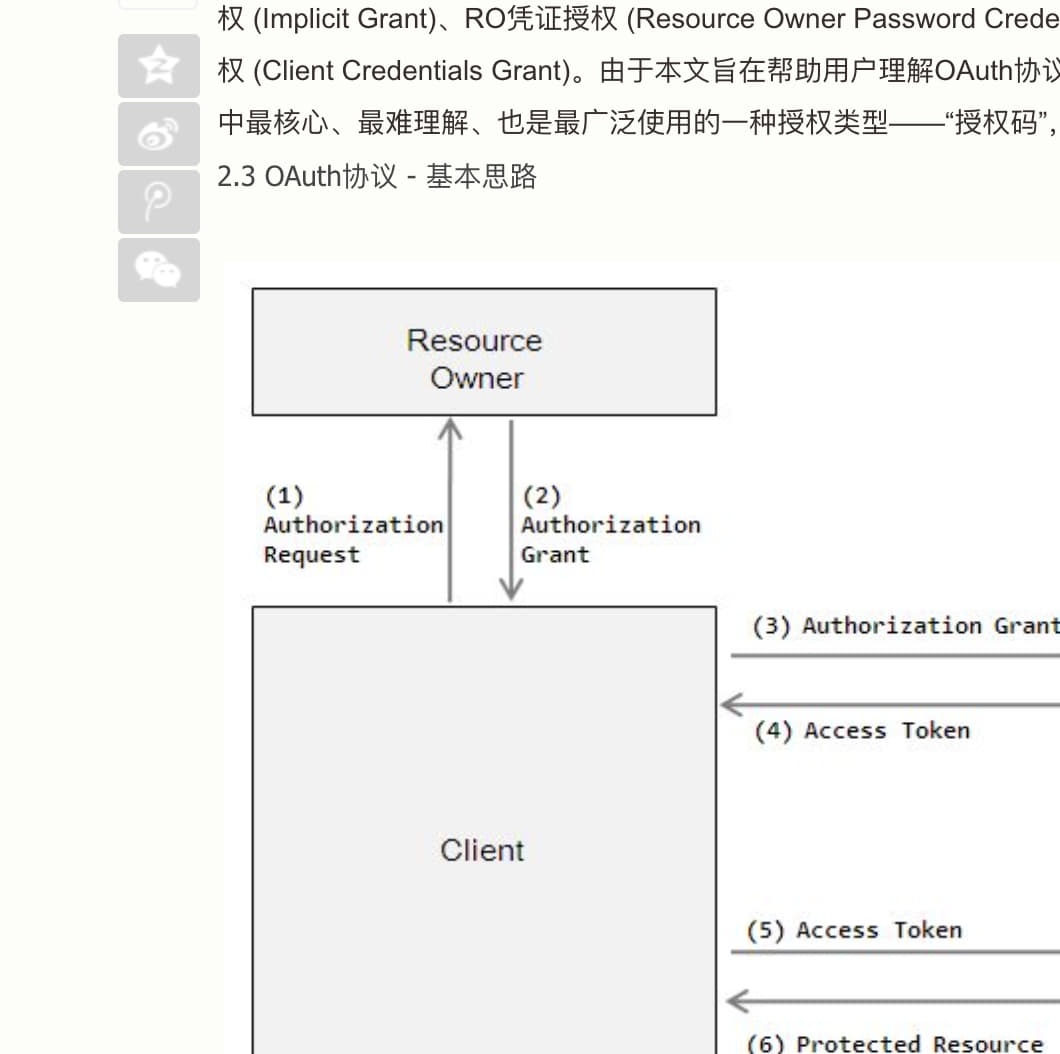 权 (Implicit Grant)、RO凭证授权 (Resource Owner Password Crede
权 (Client Credentials Grant)。由于本文旨在帮助用户理解OAuth协议
中最核心、最难理解、也是最广泛使用的一种授权类型——“授权码”,
2.3 OAuth协议 - 基本思路
Resource
Owner
(1)
Authorization
Request
(2)
Authorization
Grant
(3) Authorization Grant
(4) Access Token
Client
(5) Access Token
(6) Protected Resource